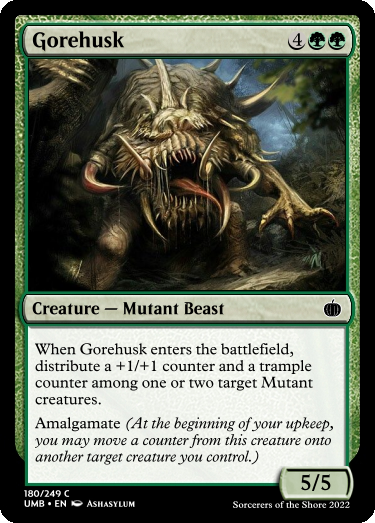 Gorehusk 4
Creature — Mutant Beast
When Gorehusk enters the battlefield,
distribute a +1/+1 counter and a trample
counter among one or two target Mutant
creatures.
Amalgamate (At the beginning of your upkeep,
you may move a counter from this creature onto
another target creature you control.)
5/5
180/249 C
UMB • EN Ashasylum
Sorcerers of the Shore 2022